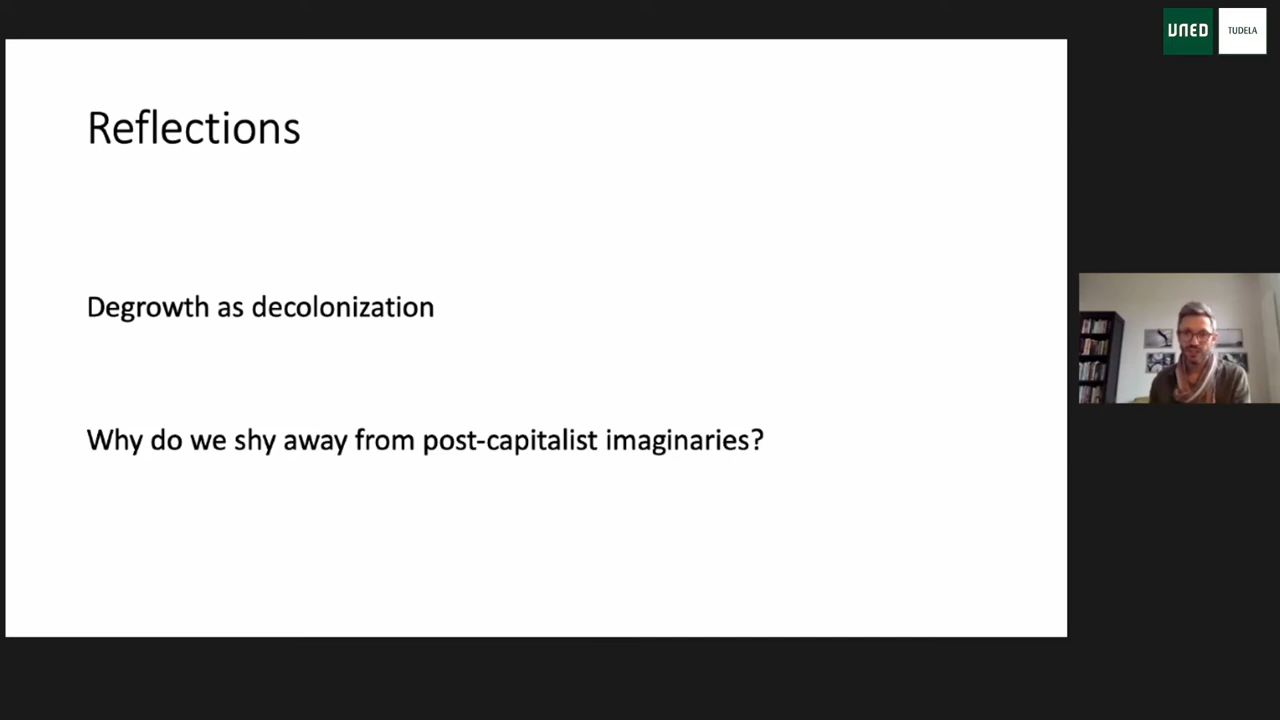 UNED
TUDELA
Reflections
Degrowth as decolonization
Why do we shy away from post-capitalist imaginaries?